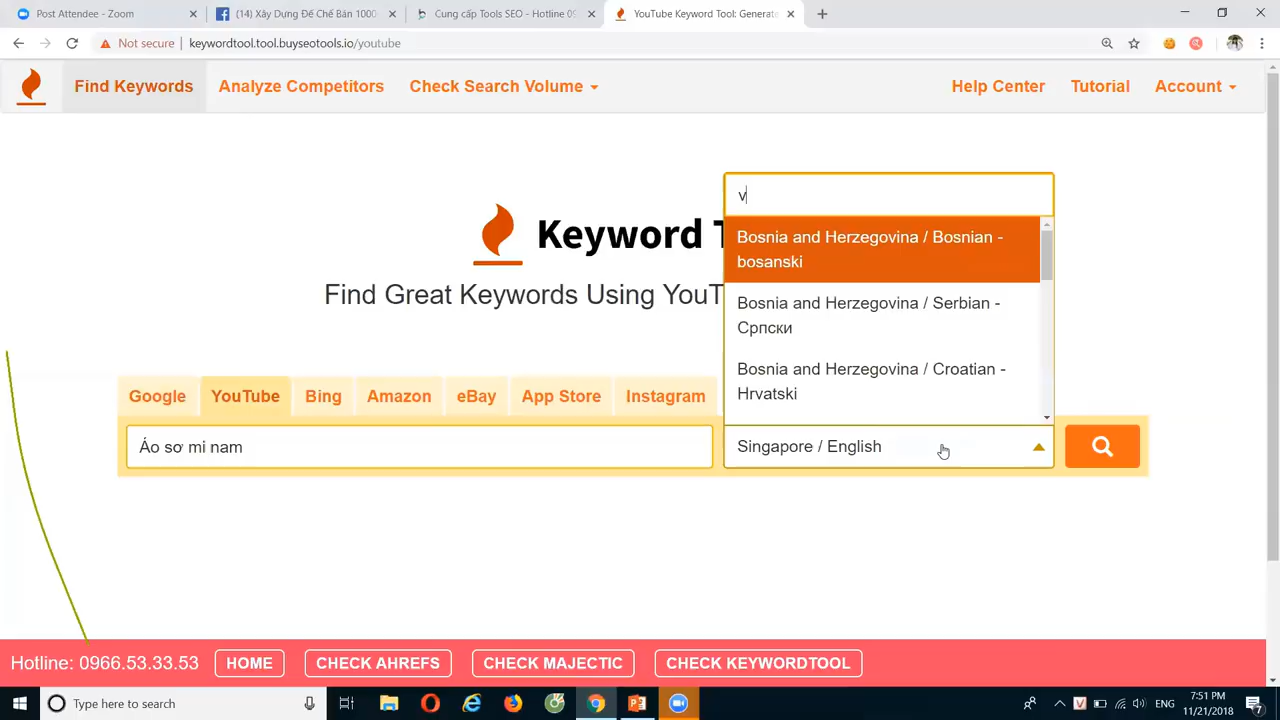 Post Attendee - Zoom
(14) Xây Dựng Đế Chế Bán 1000
Cung cấp Tools SEO - Hotline 09
YouTube Keyword Tool: Generate
Not secure
keywordtool.tool.buyseotools.io/youtube
Find Keywords
Analyze Competitors
Check Search Volume
Help Center
Tutorial
Account
v
Bosnia and Herzegovina / Bosnian -
bosanski
Keyword T
Find Great Keywords Using YouT
Bosnia and Herzegovina / Serbian -
Српски
Bosnia and Herzegovina / Croatian -
Hrvatski
Google
YouTube
Bing
Amazon
eBay
App Store
Instagram
Áo sơ mi nam
Singapore / English
Hotline: 0966.53.33.53
HOME
CHECK AHREFS
CHECK MAJECTIC
CHECK KEYWORDTOOL
Type here to search
V
ENG
7:51 PM
11/21/2018
7